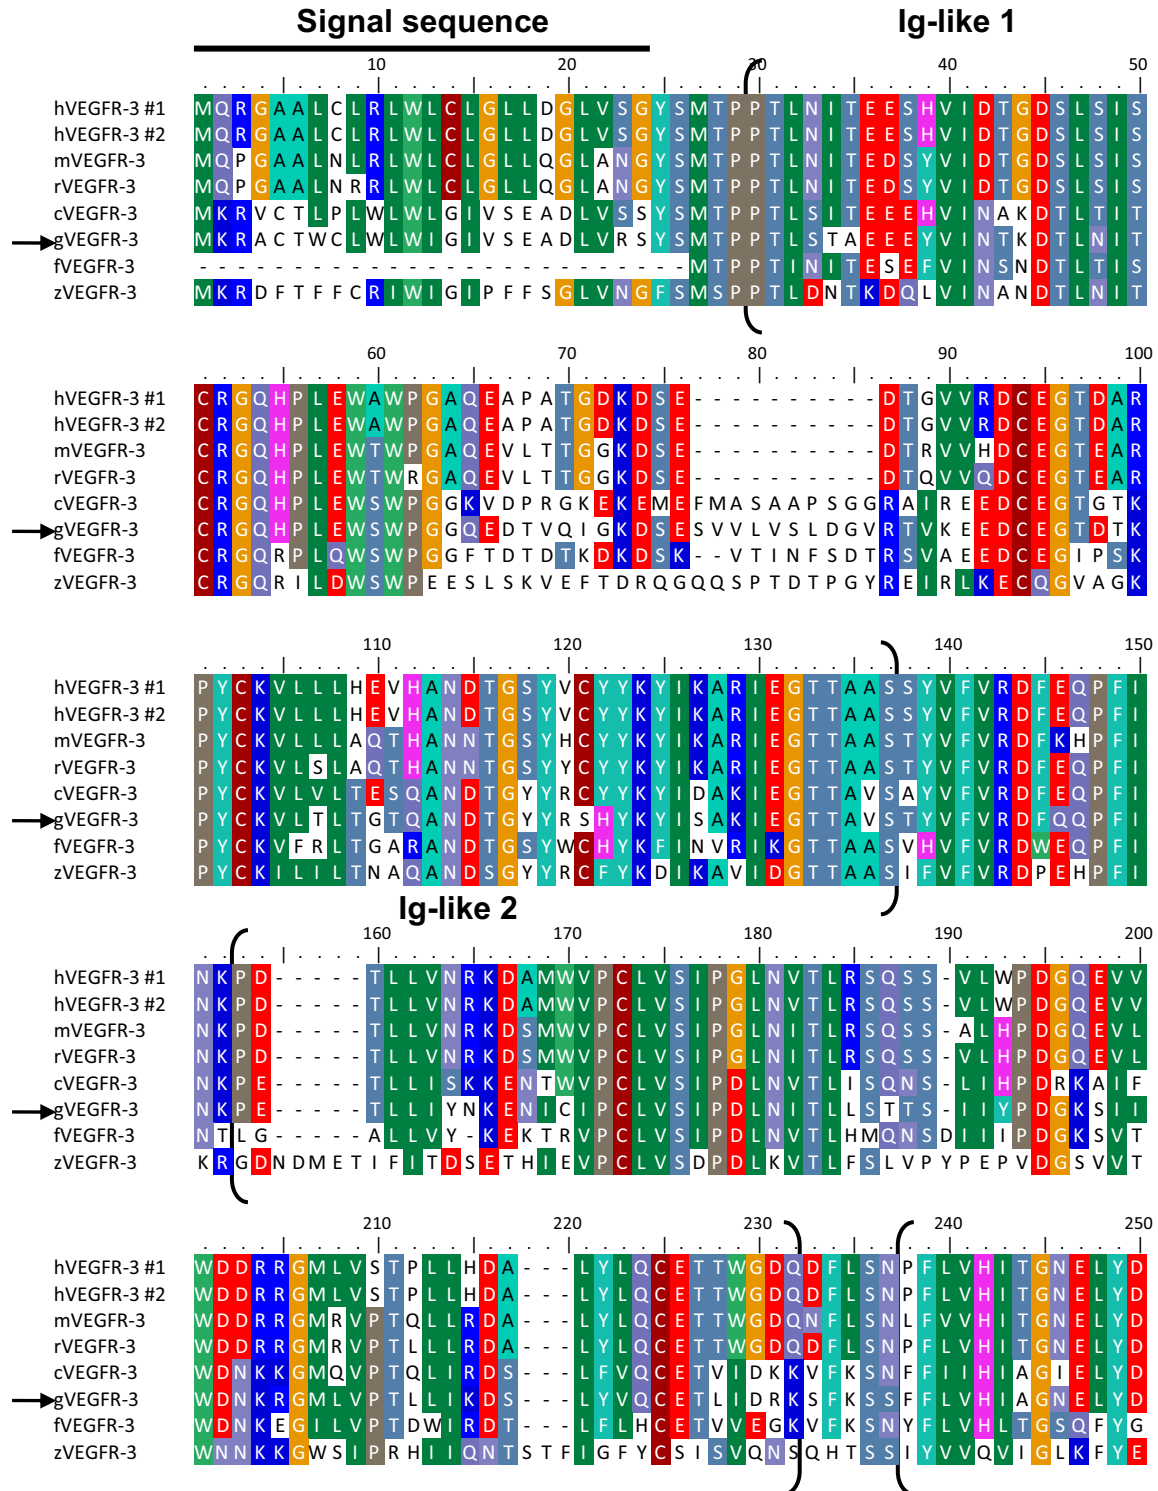 Signal sequence Ig-like 1
10 20 30 40 50
hVEGFR-3 #1 MQRGAALCLRLWLCLGLLDGLVSGYSMTPPTLNITEESHVIDTGDSLSIS
hVEGFR-3 #2 MQRGAALCLRLWLCLGLLDGLVSGYSMTPPTLNITEESHVIDTGDSLSIS
mVEGFR-3 MQPGAALNLRLWLCLGLLQGLANGYSMTPPTLNITEDSYVIDTGDSLSIS
rVEGFR-3 MQPGAALNRRLWLCLGLLQGLANGYSMTPPTLNITEDSYVIDTGDSLSIS
cVEGFR-3 MKRVCTLPLWLWLGIVSEADLVSSYSMTPPTLSITEEEHVINAKDTLTIT
gVEGFR-3 MKRACTWCLWLWIGIVSEADLVRSYSMTPPTLSTAEEEYVINTKDTLNIT
fVEGFR-3 --------------------------MTPPTINITESEFVINSNDTLTIS
zVEGFR-3 MKRDFTFFCRIWIGIPFFSGLVNGFSMSPPTLDNTKDQLVINANDTLNIT
60 70 80 90 100
hVEGFR-3 #1 CRGQHPLEWAWPGAQEAPATGDKDSE----------DTGVVRDCEGTDAR
hVEGFR-3 #2 CRGQHPLEWAWPGAQEAPATGDKDSE----------DTGVVRDCEGTDAR
mVEGFR-3 CRGQHPLEWTWPGAQEVLTTGGKDSE----------DTRVVHDCEGTEAR
rVEGFR-3 CRGQHPLEWTWRGAQEVLTTGGKDSE----------DTQVVQDCEGTEAR
cVEGFR-3 CRGQHPLEWSWPGGKVDPRGKEKEMEFMASAAPSGGRAIREEDCEGTGTK
gVEGFR-3 CRGQHPLEWSWPGGQEDTVQIGKDSESVVLVSLDGVRTVKEEDCEGTDTK
fVEGFR-3 CRGQRPLQWSWPGGFTDTDTKDKDSK--VTINFSDTRSVAEEDCEGIPSK
zVEGFR-3 CRGQRILDWSWPEESLSKVEFTDRQGQQSPTDTPGYREIRLKECQGVAGK
110 120 130 140 150
hVEGFR-3 #1 PYCKVLLLHEVHANDTGSYVCYYKYIKARIEGTTAASSYVFVRDFEQPFI
hVEGFR-3 #2 PYCKVLLLHEVHANDTGSYVCYYKYIKARIEGTTAASSYVFVRDFEQPFI
mVEGFR-3 PYCKVLLLAQTHANNTGSYHCYYKYIKARIEGTTAASTYVFVRDFKHPFI
rVEGFR-3 PYCKVLSLAQTHANNTGSYYCYYKYIKARIEGTTAASTYVFVRDFEQPFI
cVEGFR-3 PYCKVLVLTESQANDTGYYRCYYKYIDAKIEGTTAVSAYVFVRDFEQPFI
gVEGFR-3 PYCKVLTLTGTQANDTGYYRSHYKYISAKIEGTTAVSTYVFVRDFQQPFI
fVEGFR-3 PYCKVFRLTGARANDTGSYWCHYKFINVRIKGTTAASVHVFVRDWEQPFI
zVEGFR-3 PYCKILILTNAQANDSGYYRCFYKDIKAVIDGTTAASIFVFVRDPEHPFI
Ig-like 2
160 170 180 190 200
hVEGFR-3 #1 NKPD-----TLLVNRKDAMWVPCLVSIPGLNVTLRSQSS-VLWPDGQEVV
hVEGFR-3 #2 NKPD-----TLLVNRKDAMWVPCLVSIPGLNVTLRSQSS-VLWPDGQEVV
mVEGFR-3 NKPD-----TLLVNRKDSMWVPCLVSIPGLNITLRSQSS-ALHPDGQEVL
rVEGFR-3 NKPD-----TLLVNRKDSMWVPCLVSIPGLNITLRSQSS-VLHPDGQEVL
cVEGFR-3 NKPE-----TLLISKKENTWVPCLVSIPDLNVTLISQNS-LIHPDRKAIF
gVEGFR-3 NKPE-----TLLIYNKENICIPCLVSIPDLNITLLSTTS-IIYPDGKSII
fVEGFR-3 NTLG-----ALLVY-KEKTRVPCLVSIPDLNVTLHMQNSDIIIPDGKSVT
zVEGFR-3 KRGDNDMETIFITDSETHIEVPCLVSDPDLKVTLFSLVPYPEPVDGSVVT
210 220 230 240 250
hVEGFR-3 #1 WDDRRGMLVSTPLLHDA---LYLQCETTWGDQDFLSNPFLVHITGNELYD
hVEGFR-3 #2 WDDRRGMLVSTPLLHDA---LYLQCETTWGDQDFLSNPFLVHITGNELYD
mVEGFR-3 WDDRRGMRVPTQLLRDA---LYLQCETTWGDQNFLSNLFVVHITGNELYD
rVEGFR-3 WDDRRGMRVPTLLLRDA---LYLQCETTWGDQDFLSNPFLVHITGNELYD
cVEGFR-3 WDNKKGMQVPTQLIRDS---LFVQCETVIDKKVFKSNFFIIHIAGIELYD
gVEGFR-3 WDNKRGMLVPTLLIKDS---LYVQCETLIDRKSFKSSFFLVHIAGNELYD
fVEGFR-3 WDNKEGILVPTDWIRDT---LFLHCETVVEGKVFKSNYFLVHLTGSQFYG
zVEGFR-3 WNNKKGWSIPRHIIQNTSTFIGFYCSISVQNSQHTSSIYVVQVIGLKFYE